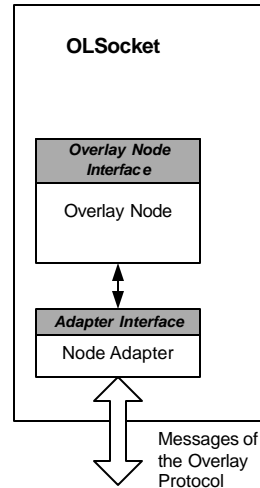 OLSocket
Overlay Node
Interface
Overlay Node
Adapter Interface
Node Adapter
Messages of
the Overlay
Protocol